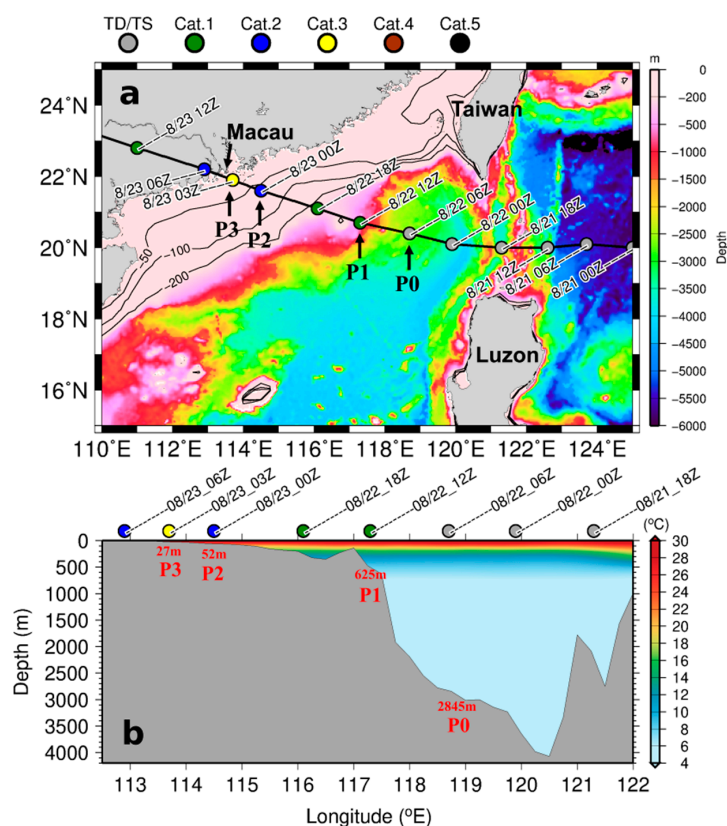 TD/TS Cat.1 Cat.2 Cat.3 Cat.4 Cat.5
m
a
24°N
22°N
20°N
18°N
16°N
110°E 112°E 114°E 116°E 118°E 120°E 122°E 124°E
Taiwan
Macau
Luzon
8/23 12Z
8/23 06Z
8/23 03Z
8/23 00Z
8/22 18Z
8/22 12Z
8/22 06Z
8/22 00Z
8/21 18Z
8/21 12Z
8/21 06Z
8/21 00Z
P3
P2
P1
P0
-50
-100
-200
0
-500
-1000
-1500
-2000
-2500
-3000
-3500
-4000
-4500
-5000
-5500
-6000
Depth
08/23_06Z
08/23_03Z
08/23_00Z
08/22_18Z
08/22_12Z
08/22_06Z
08/22_00Z
08/21_18Z
(ºC)
0
500
1000
1500
2000
2500
3000
3500
4000
Depth (m)
27m
P3
52m
P2
625m
P1
2845m
P0
b
30
28
26
24
22
20
18
16
14
12
10
8
6
4
113 114 115 116 117 118 119 120 121 122
Longitude (ºE)